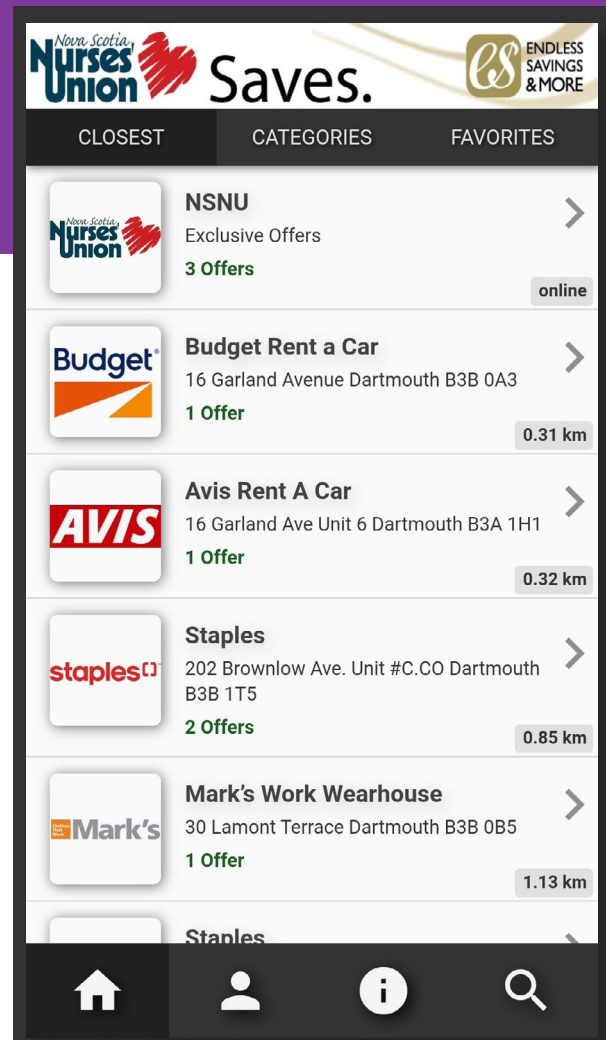 Nova Scotia
Nurses
Union
Saves.
ES
ENDLESS
SAVINGS
& MORE
CLOSEST
CATEGORIES
FAVORITES
Nova Scotia
Nurses
Union
NSNU
Exclusive Offers
3 Offers
online
Budget
Budget Rent a Car
16 Garland Avenue Dartmouth B3B 0A3
1 Offer
0.31 km
AVIS
Avis Rent A Car
16 Garland Ave Unit 6 Dartmouth B3A 1H1
1 Offer
0.32 km
staples
Staples
202 Brownlow Ave. Unit #C.CO Dartmouth
B3B 1T5
2 Offers
0.85 km
Mark's
Mark’s Work Wearhouse
30 Lamont Terrace Dartmouth B3B 0B5
1 Offer
1.13 km
Staples